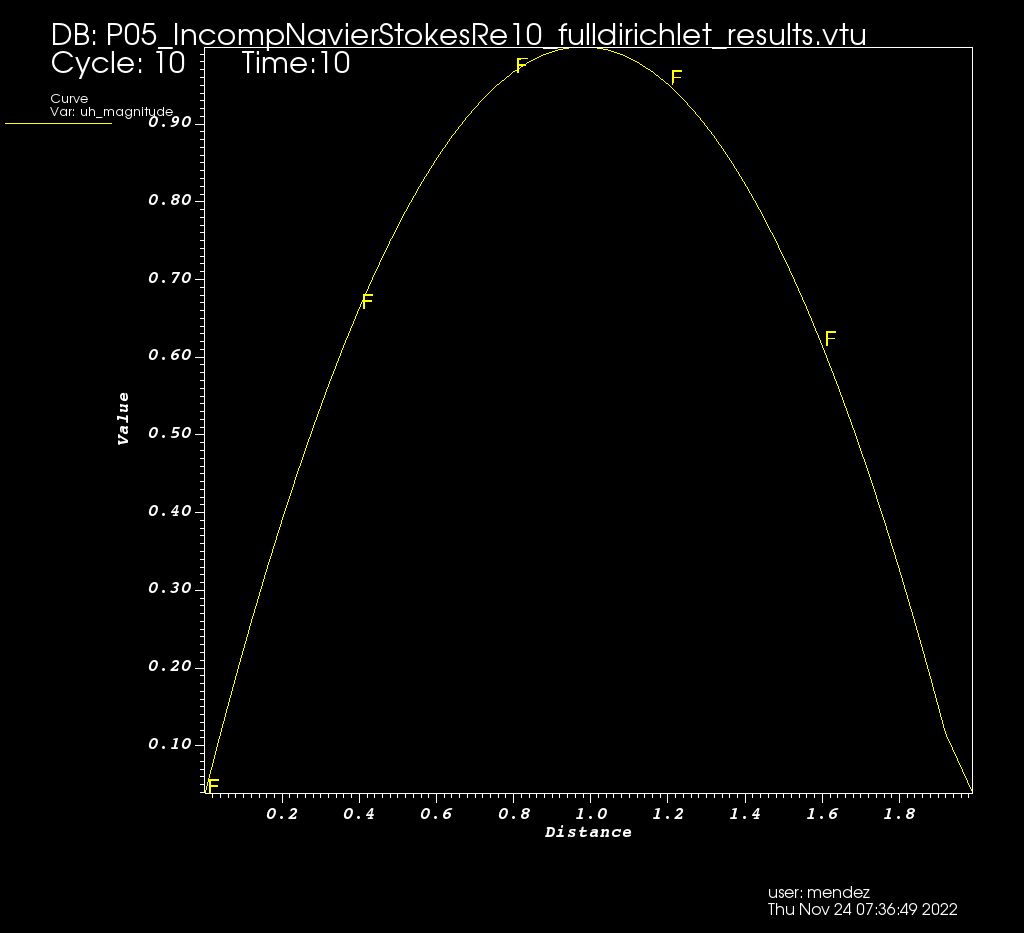 DB: P05_IncompNavierStokesRe10_fulldirichlet_results.vtu
Cycle: 10 Time:10
Curve
Var: uh_magnitude
0.90
0.80
0.70
0.60
0.50
0.40
0.30
0.20
0.10
Value
F
F
F
F
F
0.2 0.4 0.6 0.8 1.0 1.2 1.4 1.6 1.8
Distance
user: mendez
Thu Nov 24 07:36:49 2022